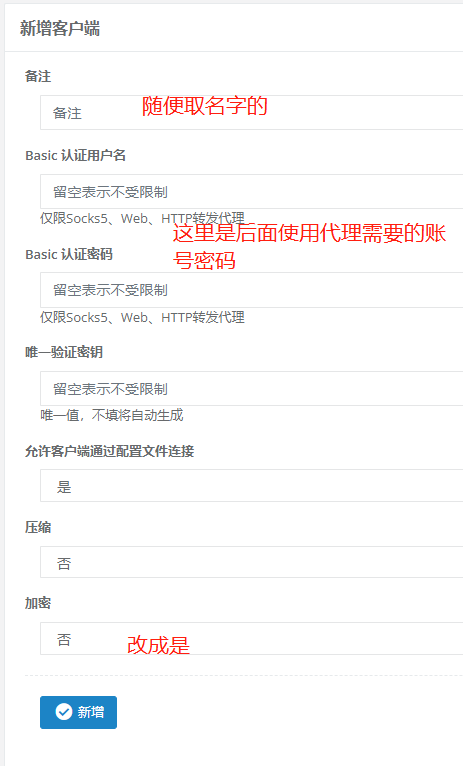 新增客户端
备注
备注
随便取名字的
Basic 认证用户名
留空表示不受限制
仅限Socks5、Web、HTTP转发代理
这里是后面使用代理需要的账
号密码
Basic 认证密码
留空表示不受限制
仅限Socks5、Web、HTTP转发代理
唯一验证密钥
留空表示不受限制
唯一值，不填将自动生成
允许客户端通过配置文件连接
是
压缩
否
加密
否
改成是
新增